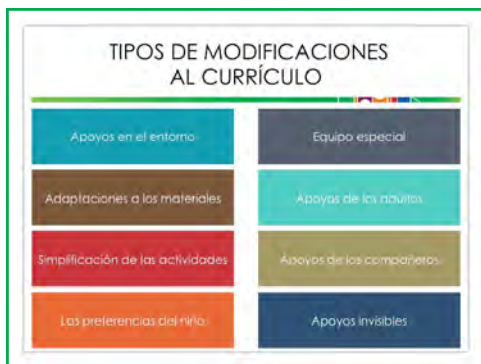 TIPOS DE MODIFICACIONES
AL CURRÍCULO
Apoyos en el entorno
Equipo especial
Adaptaciones a los materiales
Apoyos de los adultos
Simplificación de las actividades
Apoyos de los compañeros
Las preferencias del niño
Apoyos invisibles